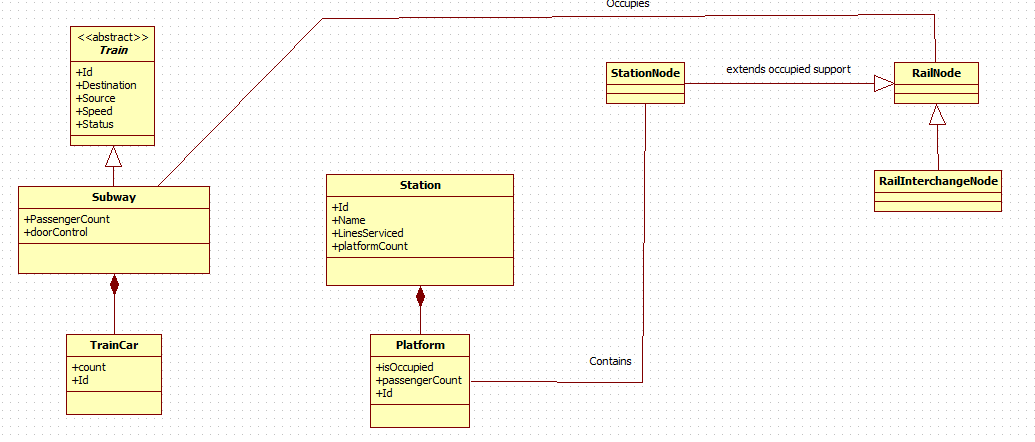 Occupies
<<abstract>>
Train
+Id
+Destination
+Source
+Speed
+Status
StationNode
extends occupied support
RailNode
RailInterchangeNode
Subway
+PassengerCount
+doorControl
Station
+Id
+Name
+LinesServiced
+platformCount
TrainCar
+count
+Id
Platform
+isOccupied
+passengerCount
+Id
Contains